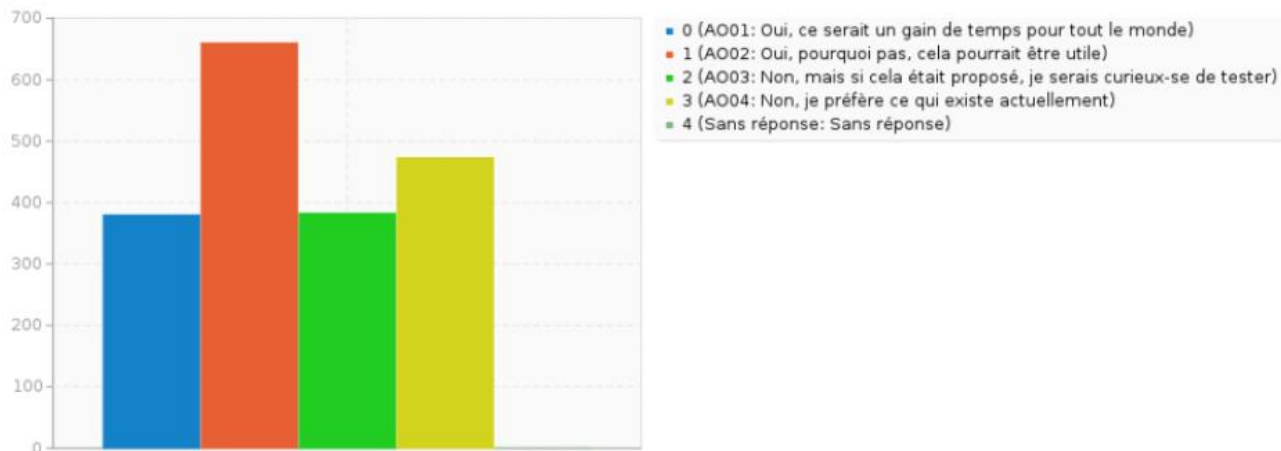 700
600
500
400
300
200
100
0
0 (AO01: Oui, ce serait un gain de temps pour tout le monde)
1 (AO02: Oui, pourquoi pas, cela pourrait être utile)
2 (AO03: Non, mais si cela était proposé, je serais curieux-se de tester)
3 (AO04: Non, je préfère ce qui existe actuellement)
4 (Sans réponse: Sans réponse)